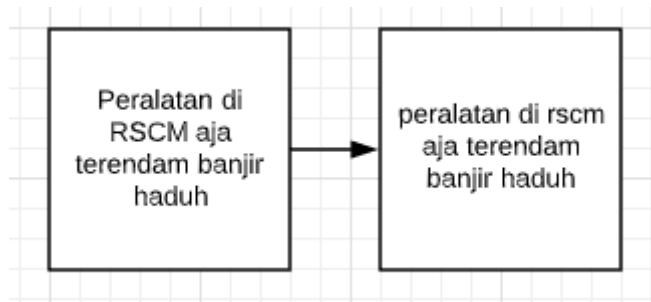 Peralatan di
RSCM aja
terendam banjir
haduh
peralatan di rscm
aja terendam
banjir haduh